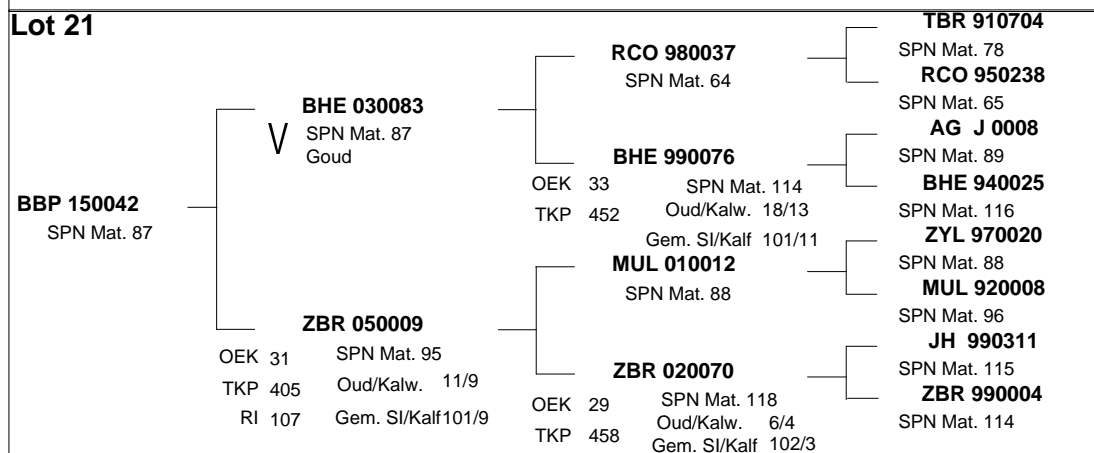 Lot 21
BBP 150042
SPN Mat. 87
BHE 030083
V
SPN Mat. 87
Goud
ZBR 050009
OEK 31
SPN Mat. 95
TKP 405
Oud/Kalw. 11/9
RI 107
Gem. SI/Kalf 101/9
RCO 980037
SPN Mat. 64
BHE 990076
OEK 33
SPN Mat. 114
TKP 452
Oud/Kalw. 18/13
Gem. SI/Kalf 101/11
MUL 010012
SPN Mat. 88
ZBR 020070
OEK 29
SPN Mat. 118
Oud/Kalw. 6/4
TKP 458
Gem. SI/Kalf 102/3
TBR 910704
SPN Mat. 78
RCO 950238
SPN Mat. 65
AG J 0008
SPN Mat. 89
BHE 940025
SPN Mat. 116
ZYL 970020
SPN Mat. 88
MUL 920008
SPN Mat. 96
JH 990311
SPN Mat. 115
ZBR 990004
SPN Mat. 114